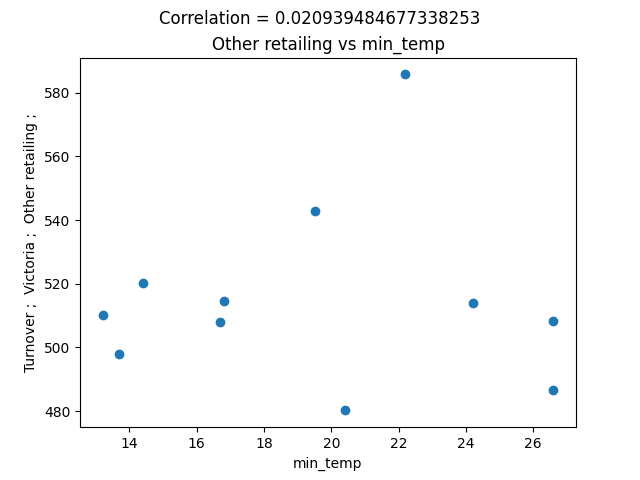 Correlation = 0.020939484677338253
Other retailing vs min_temp
Turnover ;  Victoria ;  Other retailing ;
580
560
540
520
500
480
14 16 18 20 22 24 26
min_temp